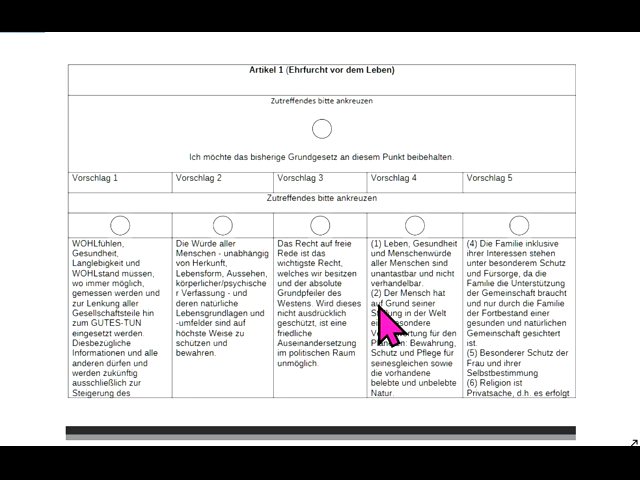 Artikel 1 (Ehrfurcht vor dem Leben)
Zutreffendes bitte ankreuzen
Ich möchte das bisherige Grundgesetz an diesem Punkt beibehalten.
Vorschlag 1
Vorschlag 2
Vorschlag 3
Vorschlag 4
Vorschlag 5
Zutreffendes bitte ankreuzen
WOHLfühlen,
Gesundheit,
Langlebigkeit und
WOHLstand müssen,
wo immer möglich,
gemessen werden und
zur Lenkung aller
Gesellschaftsteile hin
zum GUTES-TUN
eingesetzt werden.
Diesbezügliche
Informationen und alle
anderen dürfen und
werden zukünftig
ausschließlich zur
Steigerung des
Die Würde aller
Menschen - unabhängig
von Herkunft,
Lebensform, Aussehen,
körperlicher/psychische
r Verfassung - und
deren natürliche
Lebensgrundlagen und
-umfelder sind auf
höchste Weise zu
schützen und
bewahren.
Das Recht auf freie
Rede ist das
wichtigste Recht,
welches wir besitzen
und der absolute
Grundpfeiler des
Westens. Wird dieses
nicht ausdrücklich
geschützt, ist eine
friedliche
Auseinandersetzung
im politischen Raum
unmöglich.
(1) Leben, Gesundheit
und Menschenwürde
aller Menschen sind
unantastbar und nicht
verhandelbar.
(2) Der Mensch hat
auf Grund seiner
in der Welt
für den
Bewahrung,
Schutz und Pflege für
seinesgleichen sowie
die vorhandene
belebte und unbelebte
Natur.
(4) Die Familie inklusive
ihrer Interessen stehen
unter besonderem Schutz
und Fürsorge, da die
Familie die Unterstützung
der Gemeinschaft braucht
und nur durch die Familie
der Fortbestand einer
gesunden und natürlichen
Gemeinschaft gesichtert
ist.
(5) Besonderer Schutz der
Frau und ihrer
Selbstbestimmung
(6) Religion ist
Privatsache, d.h. es erfolgt